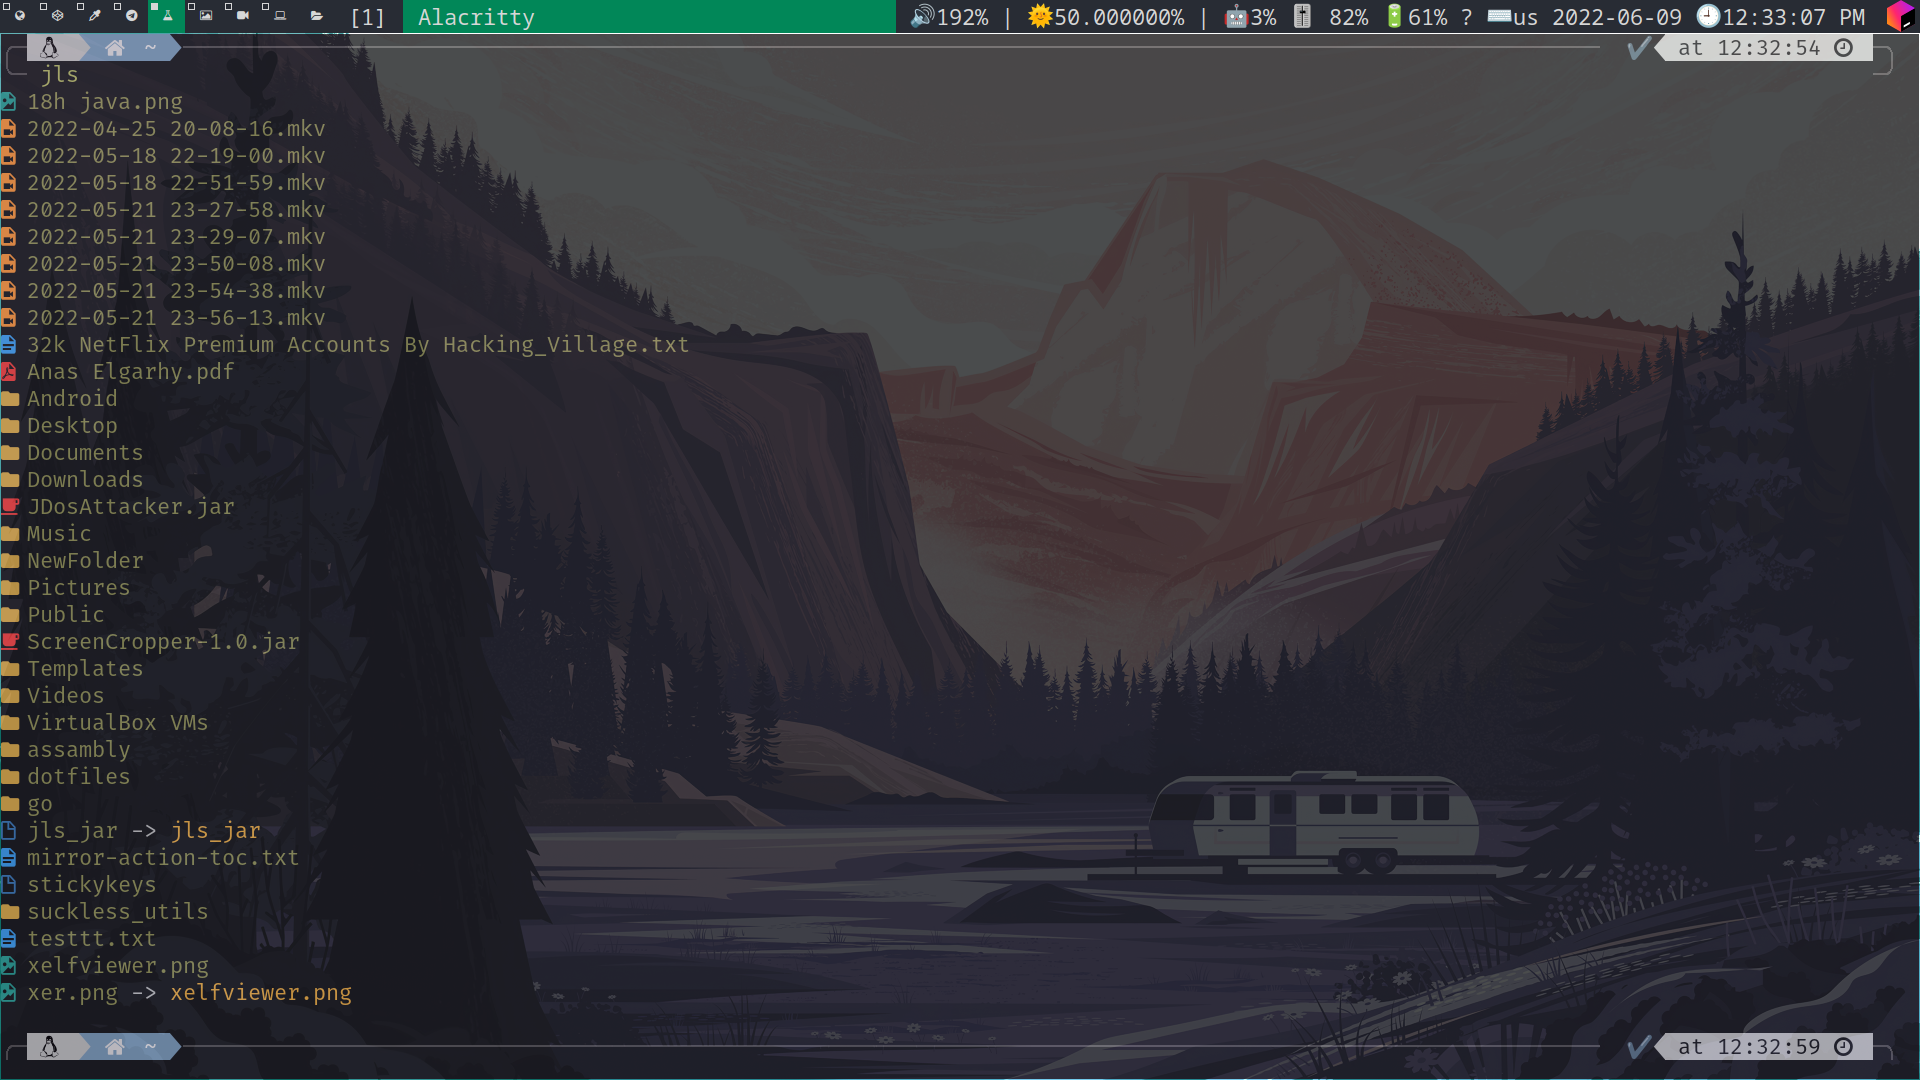 [1] Alacritty 192% | 50.000000% | 3% 82% 61% ? us 2022-06-09 12:33:07 PM
~ at 12:32:54
jls
18h java.png
2022-04-25 20-08-16.mkv
2022-05-18 22-19-00.mkv
2022-05-18 22-51-59.mkv
2022-05-21 23-27-58.mkv
2022-05-21 23-29-07.mkv
2022-05-21 23-50-08.mkv
2022-05-21 23-54-38.mkv
2022-05-21 23-56-13.mkv
32k NetFlix Premium Accounts By Hacking_Village.txt
Anas Elgarhy.pdf
Android
Desktop
Documents
Downloads
JDosAttacker.jar
Music
NewFolder
Pictures
Public
ScreenCropper-1.0.jar
Templates
Videos
VirtualBox VMs
assambly
dotfiles
go
jls_jar -> jls_jar
mirror-action-toc.txt
stickykeys
suckless_utils
testtt.txt
xelfviewer.png
xer.png -> xelfviewer.png
~ at 12:32:59